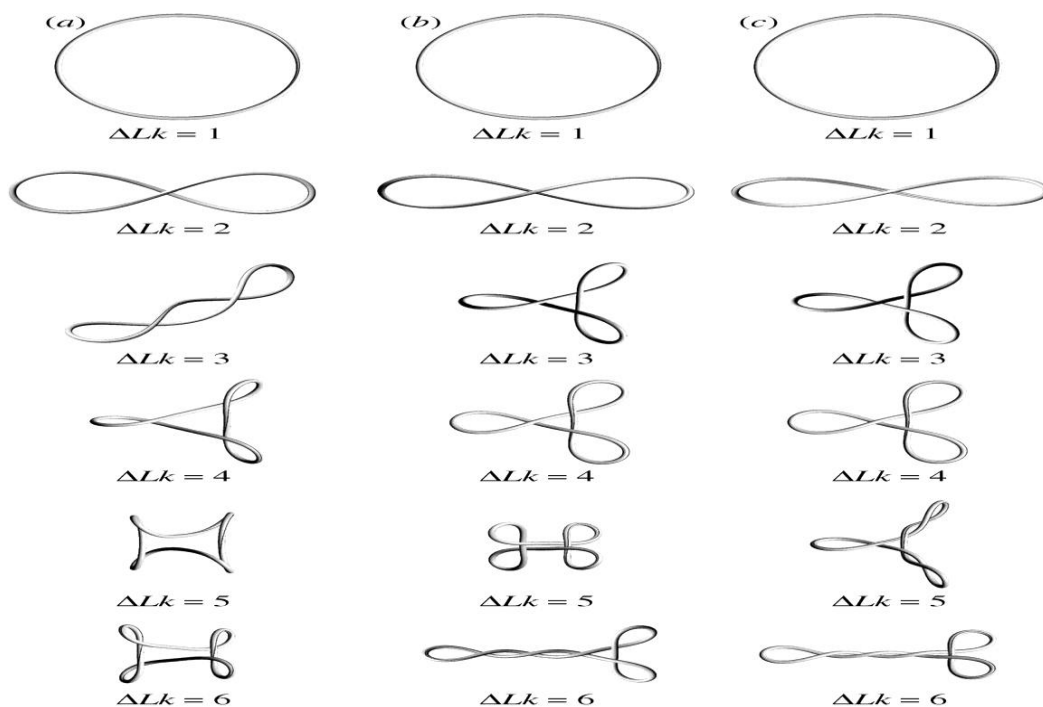 (a) (b) (c)
ΔLk = 1 ΔLk = 1 ΔLk = 1
ΔLk = 2 ΔLk = 2 ΔLk = 2
ΔLk = 3 ΔLk = 3 ΔLk = 3
ΔLk = 4 ΔLk = 4 ΔLk = 4
ΔLk = 5 ΔLk = 5 ΔLk = 5
ΔLk = 6 ΔLk = 6 ΔLk = 6